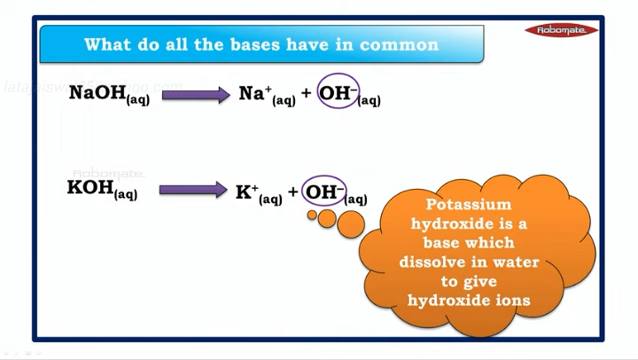 Robomate
What do all the bases have in common
NaOH(aq) → Na+(aq) + OH–(aq)
Robomate
KOH(aq) → K+(aq) + OH–(aq)
Potassium
hydroxide is a
base which
dissolve in water
to give
hydroxide ions